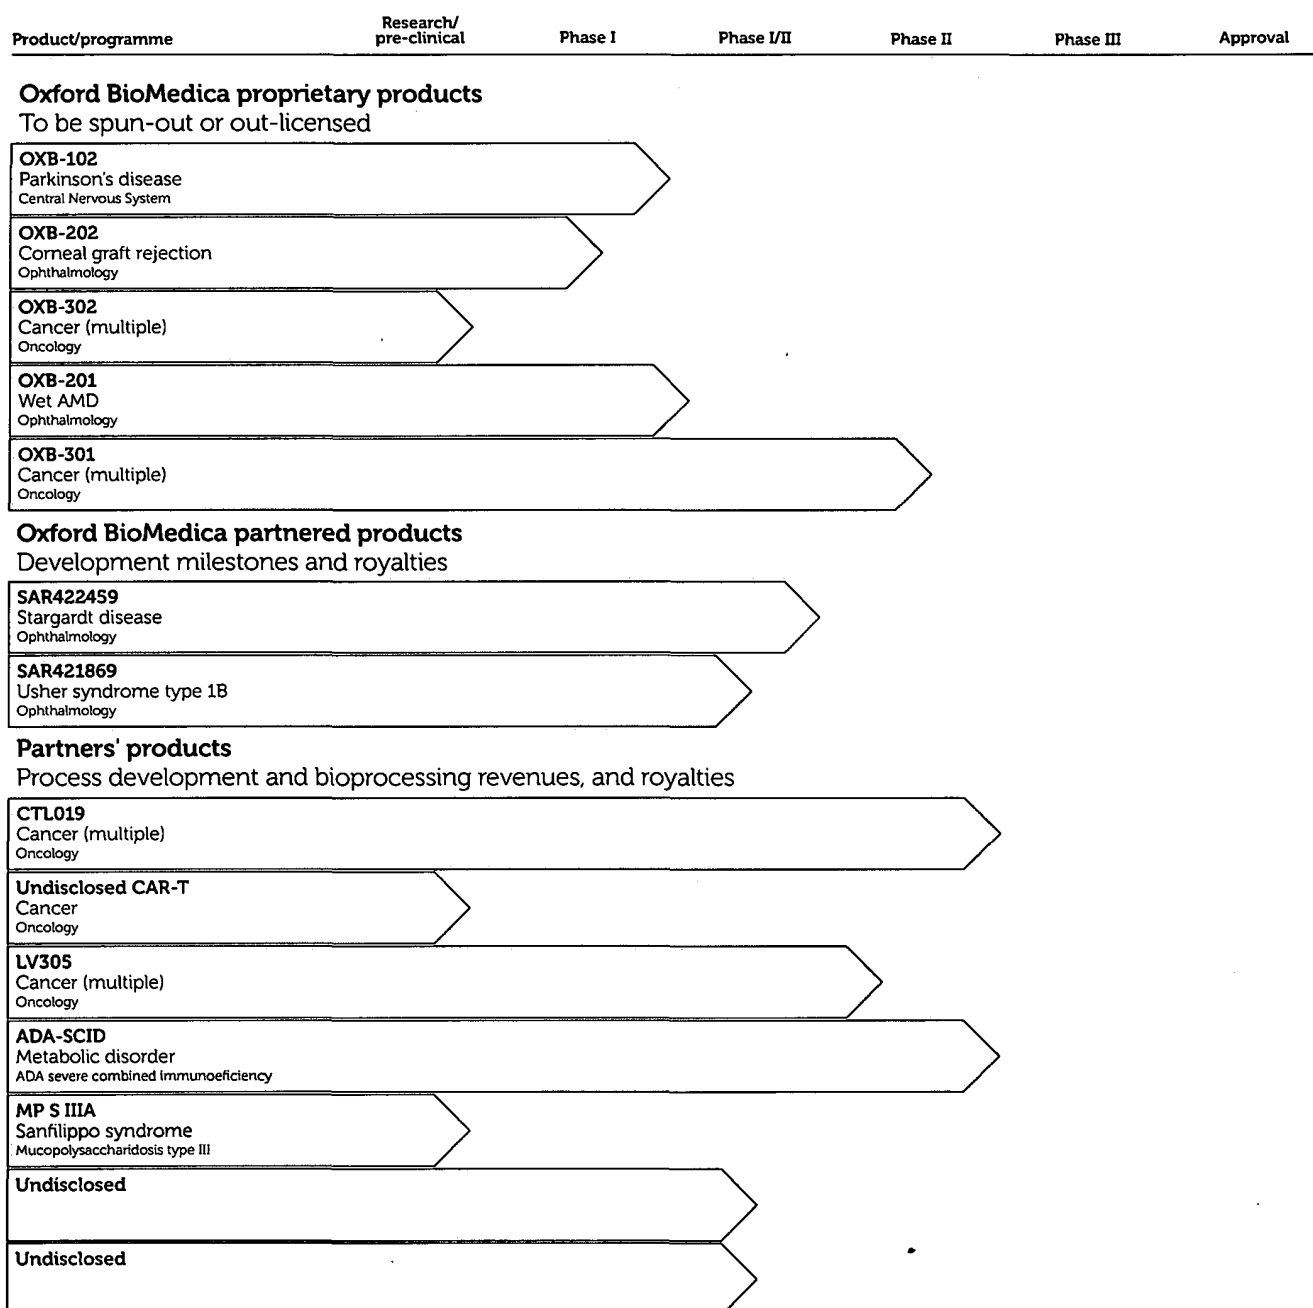 Product/programme Research/ pre-clinical Phase I Phase I/II Phase II Phase III Approval
Oxford BioMedica proprietary products
To be spun-out or out-licensed
OXB-102
Parkinson's disease
Central Nervous System
OXB-202
Corneal graft rejection
Ophthalmology
OXB-302
Cancer (multiple)
Oncology
OXB-201
Wet AMD
Ophthalmology
OXB-301
Cancer (multiple)
Oncology
Oxford BioMedica partnered products
Development milestones and royalties
SAR422459
Stargardt disease
Ophthalmology
SAR421869
Usher syndrome type 1B
Ophthalmology
Partners' products
Process development and bioprocessing revenues, and royalties
CTL019
Cancer (multiple)
Oncology
Undisclosed CAR-T
Cancer
Oncology
LV305
Cancer (multiple)
Oncology
ADA-SCID
Metabolic disorder
ADA severe combined immunoeficiency
MP S IIIA
Sanfilippo syndrome
Mucopolysaccharidosis type III
Undisclosed
Undisclosed